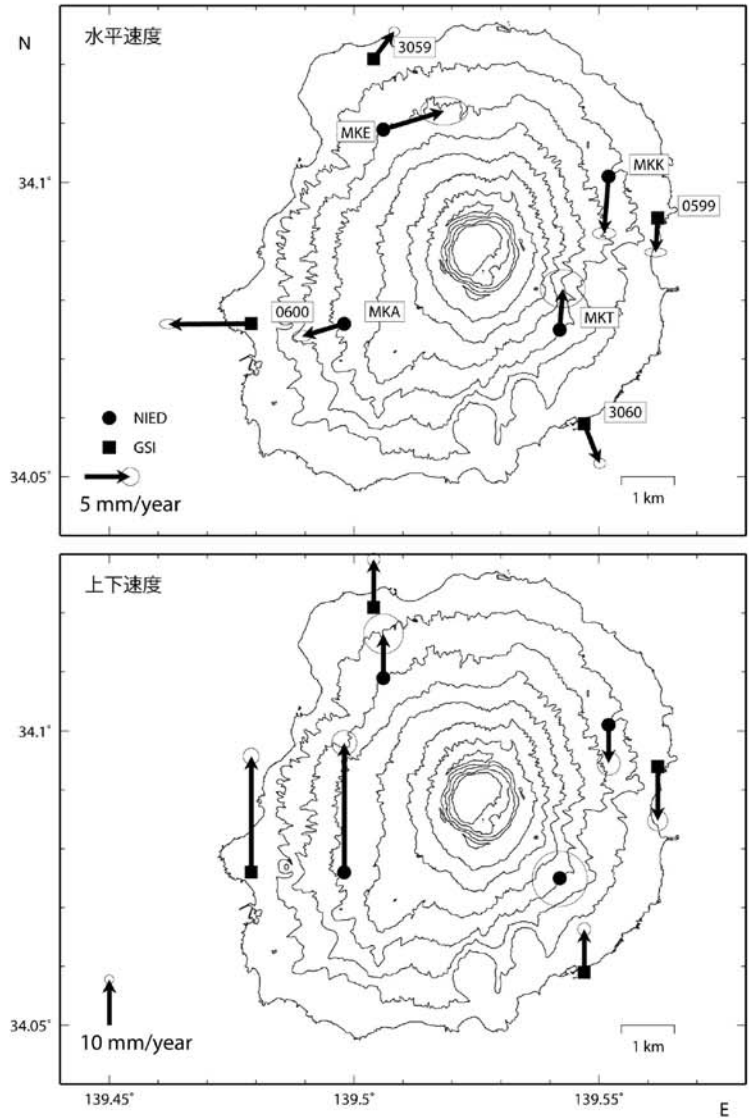 N
水平速度
3059
MKE
MKK
34.1°
0599
0600
MKA
MKT
NIED
3060
GSI
5 mm/year
1 km
34.05°
上下速度
34.1°
10 mm/year
1 km
34.05°
139.45°
139.5°
139.55°
E